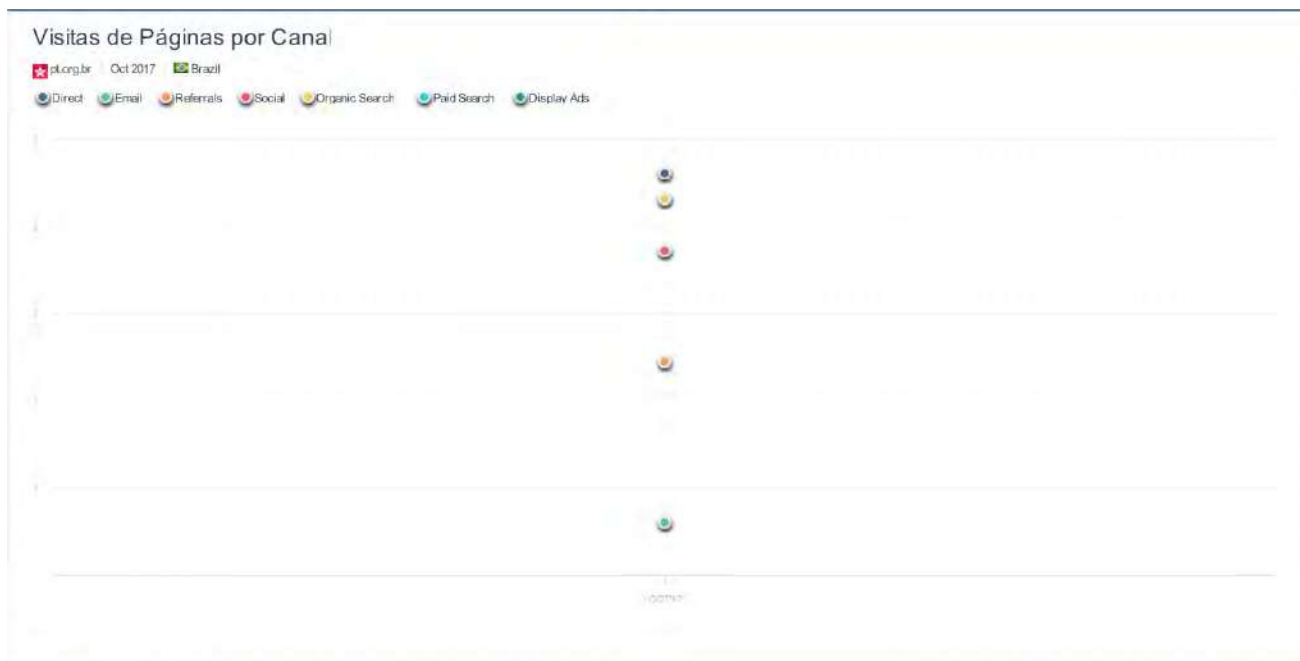 Visitas de Páginas por Canal
pt.org.br Oct 2017 Brazil
Direct Email Referrals Social Organic Search Paid Search Display Ads